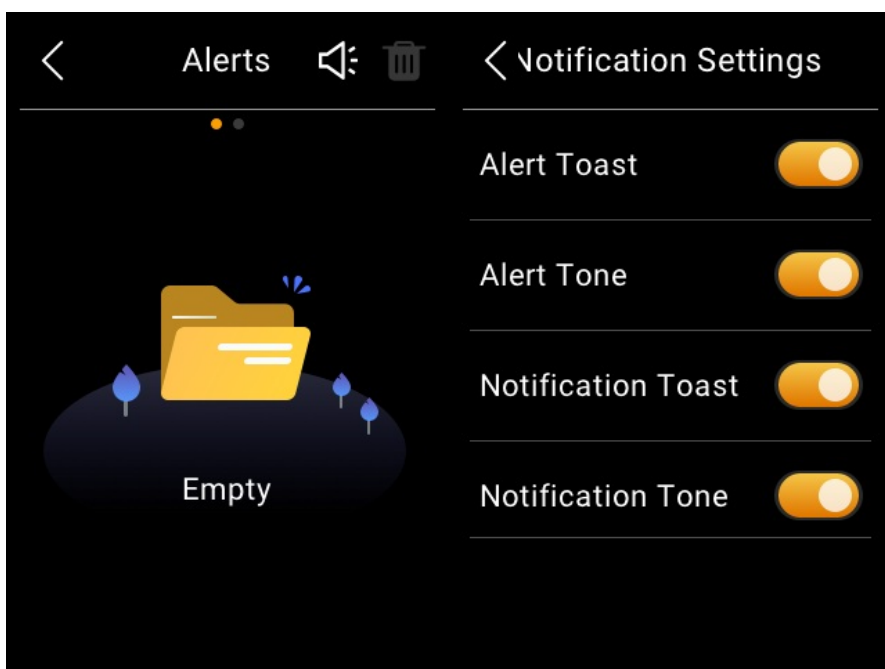 Alerts
Empty
Notification Settings
Alert Toast
Alert Tone
Notification Toast
Notification Tone